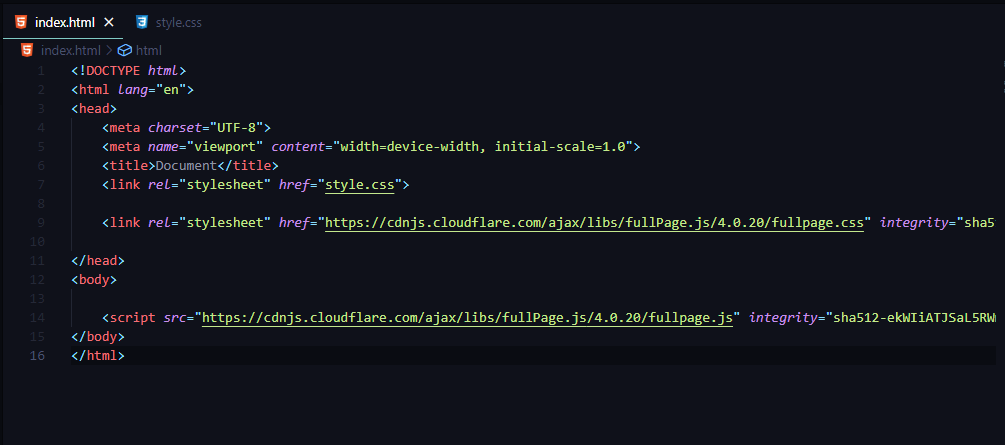 index.html × style.css
index.html > html
1 <!DOCTYPE html>
2 <html lang="en">
3 <head>
4 <meta charset="UTF-8">
5 <meta name="viewport" content="width=device-width, initial-scale=1.0">
6 <title>Document</title>
7 <link rel="stylesheet" href="style.css">
8
9 <link rel="stylesheet" href="https://cdnjs.cloudflare.com/ajax/libs/fullPage.js/4.0.20/fullpage.css" integrity="sha5
10
11 </head>
12 <body>
13
14 <script src="https://cdnjs.cloudflare.com/ajax/libs/fullPage.js/4.0.20/fullpage.js" integrity="sha512-ekWIiATJSaL5RW
15 </body>
16 </html>